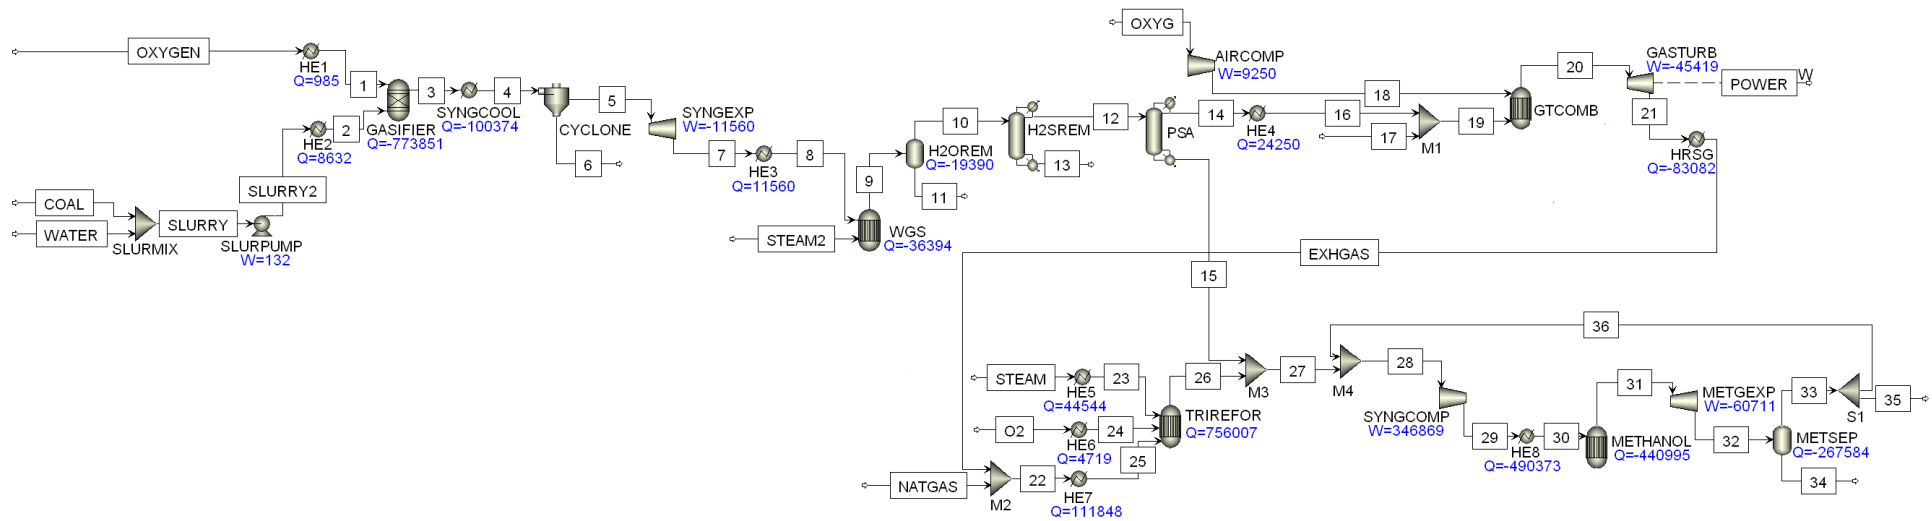 OXYG
OXYGEN
HE1
Q=985
1
AIRCOMP
W=9250
20
GASTURB
W=-45419
POWER
W
3
4
5
SYNGCOOL
Q=-100374
CYCLONE
6
GASIFIER
Q=-773851
2
HE2
Q=8632
SYNGEXP
W=-11560
7
HE3
Q=11560
8
10
H2SREM
12
13
PSA
14
HE4
Q=24250
16
17
18
M1
19
GTCOMB
21
HRSG
Q=-83082
H2OREM
Q=-19390
9
11
SLURRY2
COAL
WATER
SLURMIX
SLURRY
SLURPUMP
W=132
STEAM2
WGS
Q=-36394
EXHGAS
15
36
STEAM
HE5
Q=44544
23
O2
HE6
Q=4719
24
25
NATGAS
M2
22
HE7
Q=111848
TRIREFOR
Q=756007
26
M3
27
M4
28
SYNGCOMP
W=346869
29
HE8
Q=-490373
30
METHANOL
Q=-440995
31
METGEXP
W=-60711
32
33
S1
35
METSEP
Q=-267584
34